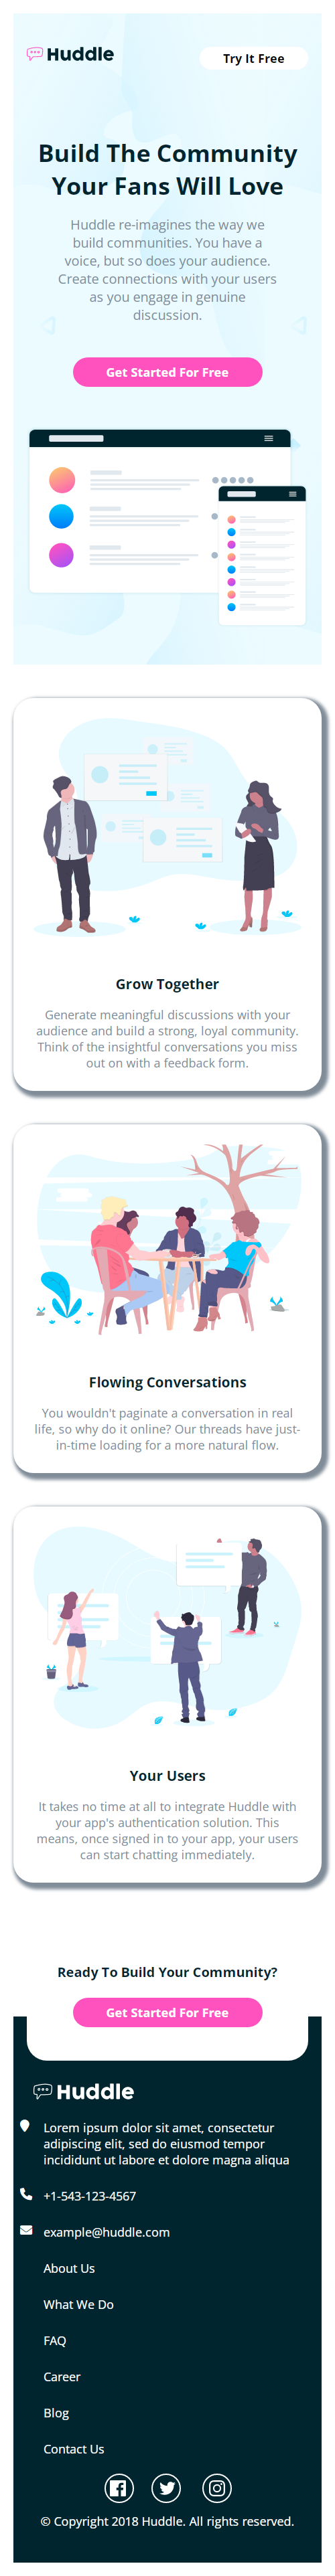 Huddle
Try It Free
Build The Community
Your Fans Will Love
Huddle re-imagines the way we
build communities. You have a
voice, but so does your audience.
Create connections with your users
as you engage in genuine
discussion.
Get Started For Free
Grow Together
Generate meaningful discussions with your
audience and build a strong, loyal community.
Think of the insightful conversations you miss
out on with a feedback form.
Flowing Conversations
You wouldn't paginate a conversation in real
life, so why do it online? Our threads have just-
in-time loading for a more natural flow.
Your Users
It takes no time at all to integrate Huddle with
your app's authentication solution. This
means, once signed in to your app, your users
can start chatting immediately.
Ready To Build Your Community?
Get Started For Free
Huddle
Lorem ipsum dolor sit amet, consectetur
adipiscing elit, sed do eiusmod tempor
incididunt ut labore et dolore magna aliqua
+1-543-123-4567
example@huddle.com
About Us
What We Do
FAQ
Career
Blog
Contact Us
© Copyright 2018 Huddle. All rights reserved.